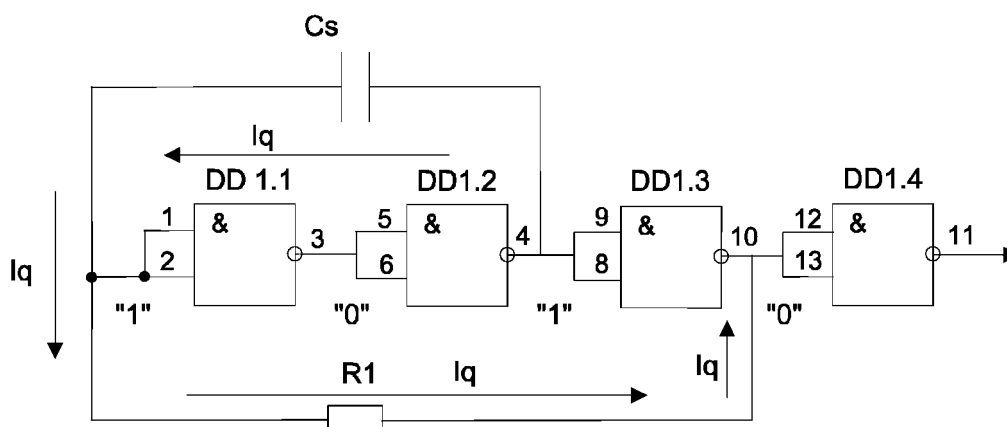 Cs
Iq
DD 1.1 DD1.2 DD1.3 DD1.4
1 & 3 5 & 4 9 & 10 12 & 11
2 6 8 13
Iq
"1" "0" "1" "0"
R1 Iq Iq